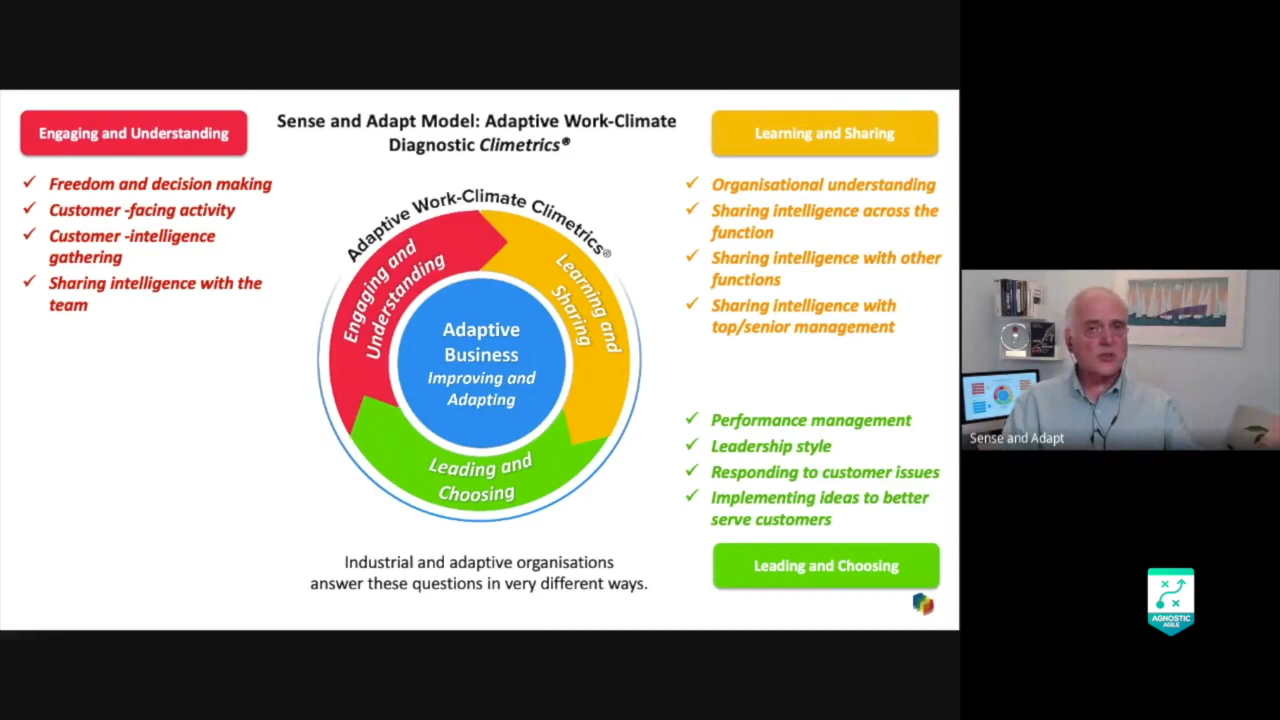 Engaging and Understanding
Freedom and decision making
Customer -facing activity
Customer -intelligence
gathering
Sharing intelligence with the
team
Sense and Adapt Model: Adaptive Work-Climate
Diagnostic Climetrics®
Adaptive Work-Climate Climetrics®
Engaging and
Understanding
Learning and
Sharing
Leading and
Choosing
Adaptive
Business
Improving and
Adapting
Industrial and adaptive organisations
answer these questions in very different ways.
Learning and Sharing
Organisational understanding
Sharing intelligence across the
function
Sharing intelligence with other
functions
Sharing intelligence with
top/senior management
Performance management
Leadership style
Responding to customer issues
Implementing ideas to better
serve customers
Leading and Choosing
Sense and Adapt
AGNOSTIC
AGILE